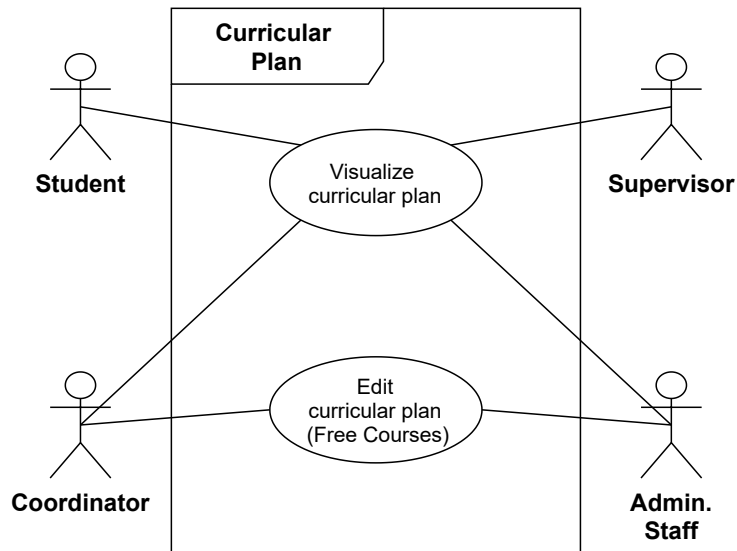 Curricular
Plan
Student
Visualize
curricular plan
Supervisor
Edit
curricular plan
(Free Courses)
Coordinator
Admin.
Staff